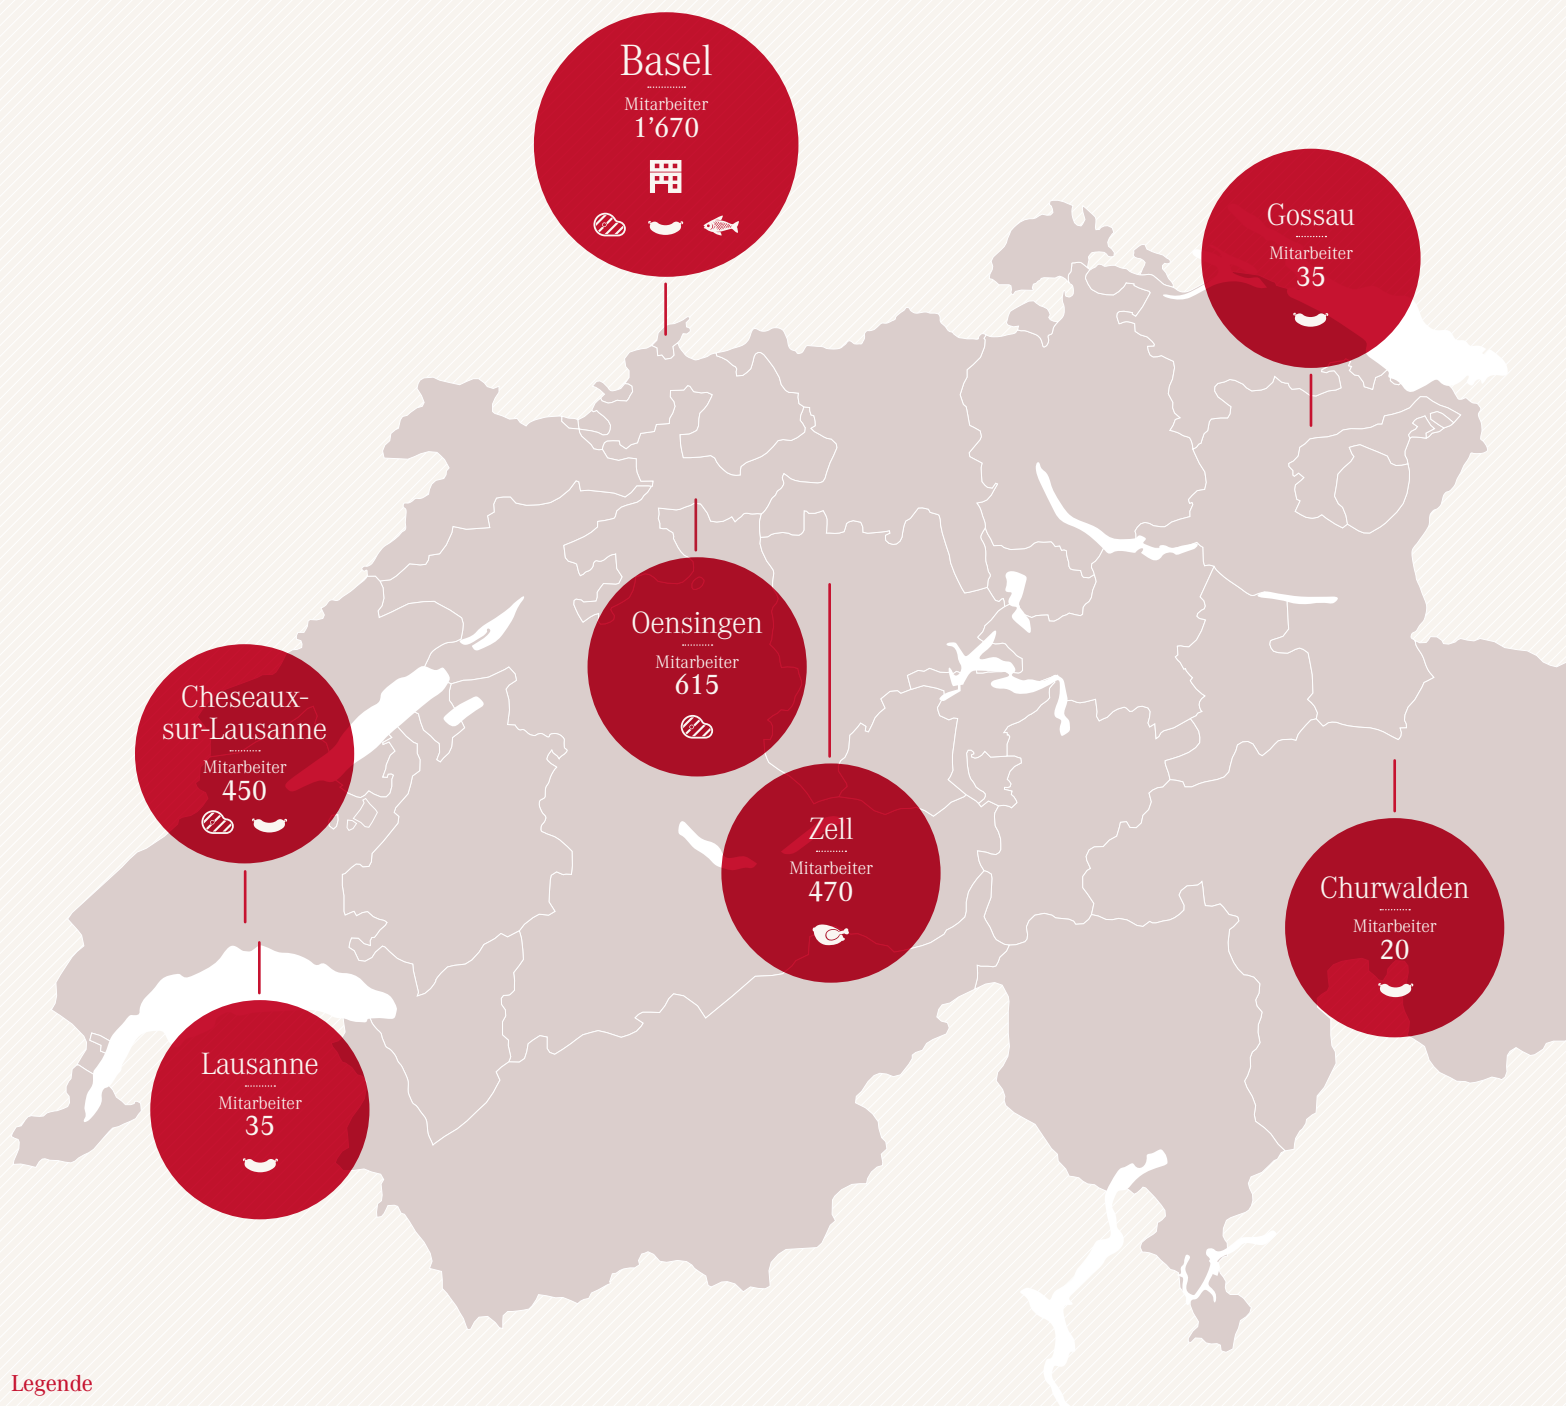 Basel
Mitarbeiter
1’670
Gossau
Mitarbeiter
35
Oensingen
Mitarbeiter
615
Cheseaux-
sur-Lausanne
Mitarbeiter
450
Zell
Mitarbeiter
470
Churwalden
Mitarbeiter
20
Lausanne
Mitarbeiter
35
Legende